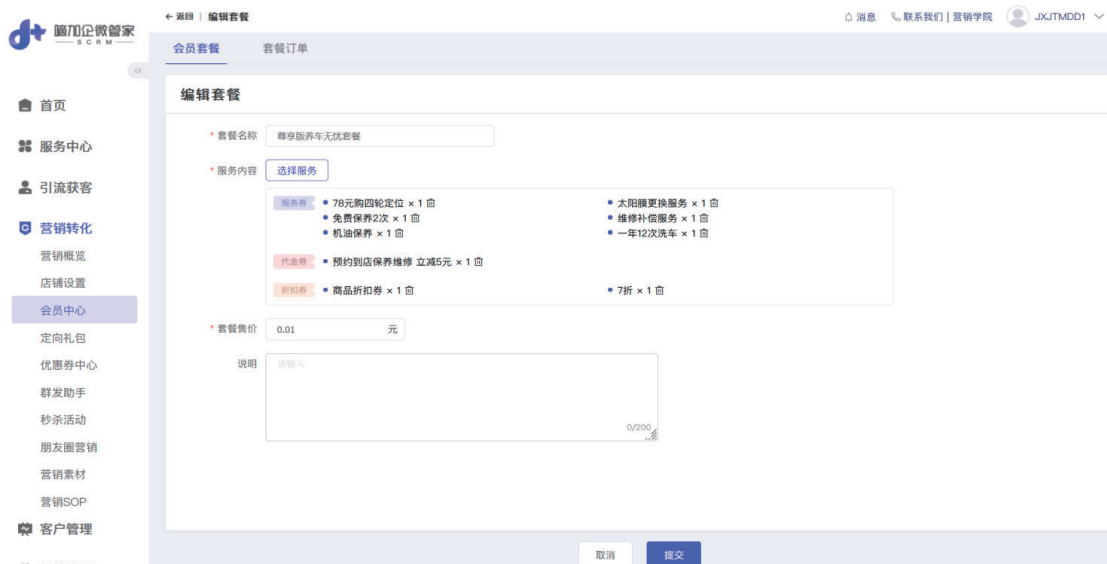 嘀加企微管家
SCRM
返回 | 编辑套餐
消息 联系我们 | 营销学院 JXJTMDD1
会员套餐 套餐订单
首页
服务中心
引流获客
营销转化
营销概览
店铺设置
会员中心
定向礼包
优惠券中心
群发助手
秒杀活动
朋友圈营销
营销素材
营销SOP
客户管理
编辑套餐
* 套餐名称 尊享版养车无忧套餐
* 服务内容 选择服务
服务券 • 78元购四轮定位 × 1 • 太阳膜更换服务 × 1
• 免费保养2次 × 1 • 维修补偿服务 × 1
• 机油保养 × 1 • 一年12次洗车 × 1
代金券 • 预约到店保养维修 立减5元 × 1
折扣券 • 商品折扣券 × 1 • 7折 × 1
* 套餐售价 0.01 元
说明 请输入
0/200
取消 提交